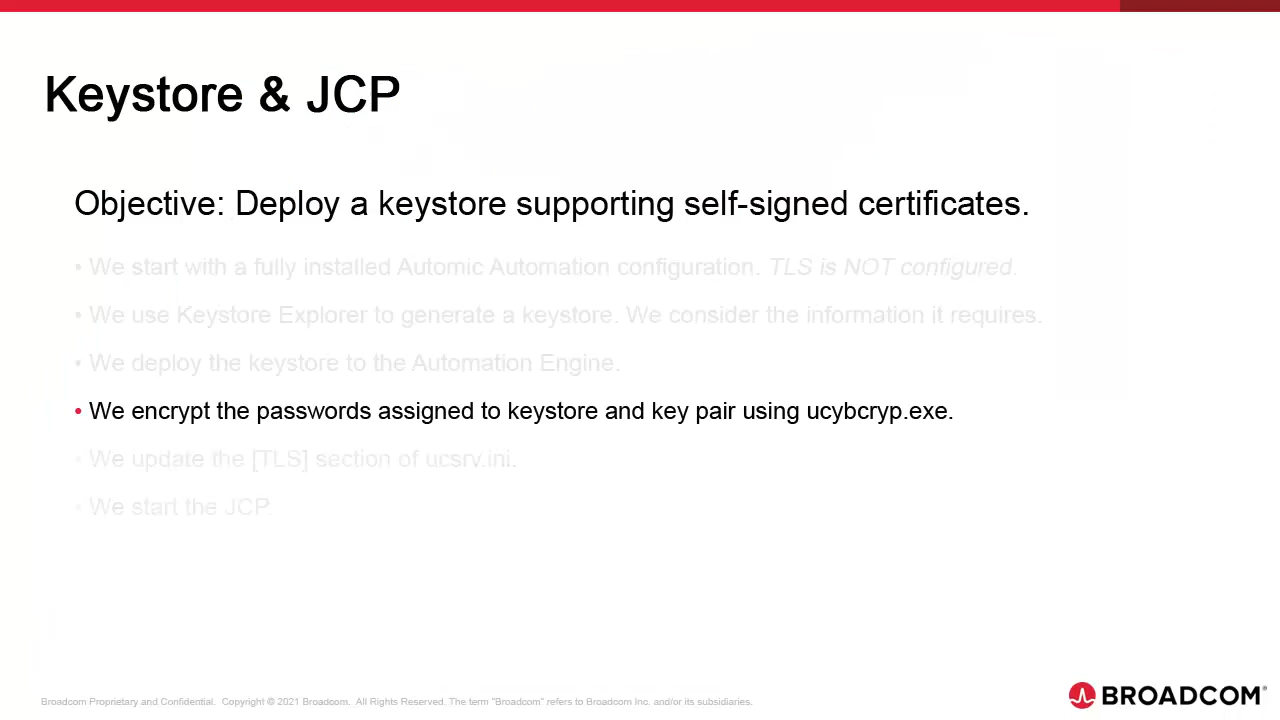 Keystore & JCP
Objective: Deploy a keystore supporting self-signed certificates.
• We start with a fully installed Automic Automation configuration. TLS is NOT configured.
• We use Keystore Explorer to generate a keystore. We consider the information it requires.
• We deploy the keystore to the Automation Engine.
• We encrypt the passwords assigned to keystore and key pair using ucybcryp.exe.
• We update the [TLS] section of ucsrv.ini.
• We start the JCP.
Broadcom Proprietary and Confidential. Copyright © 2021 Broadcom. All Rights Reserved. The term "Broadcom" refers to Broadcom Inc. and/or its subsidiaries.
BROADCOM®